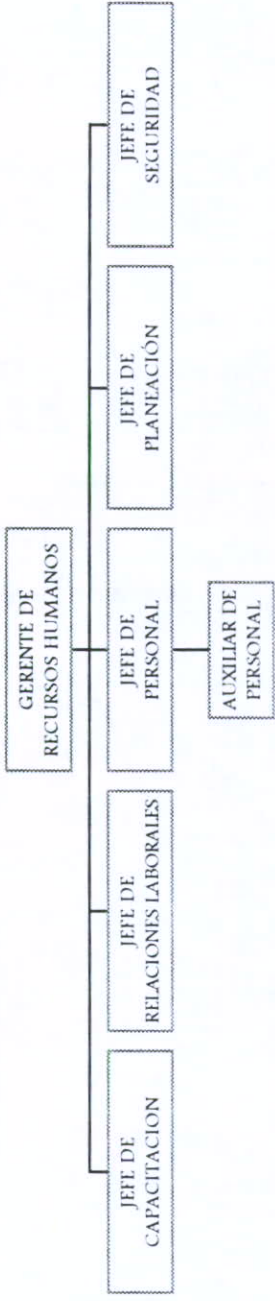 GERENTE DE
RECURSOS HUMANOS
JEFE DE
CAPACITACION
JEFE DE
RELACIONES LABORALES
JEFE DE
PERSONAL
JEFE DE
PLANEACIÓN
JEFE DE
SEGURIDAD
AUXILIAR DE
PERSONAL